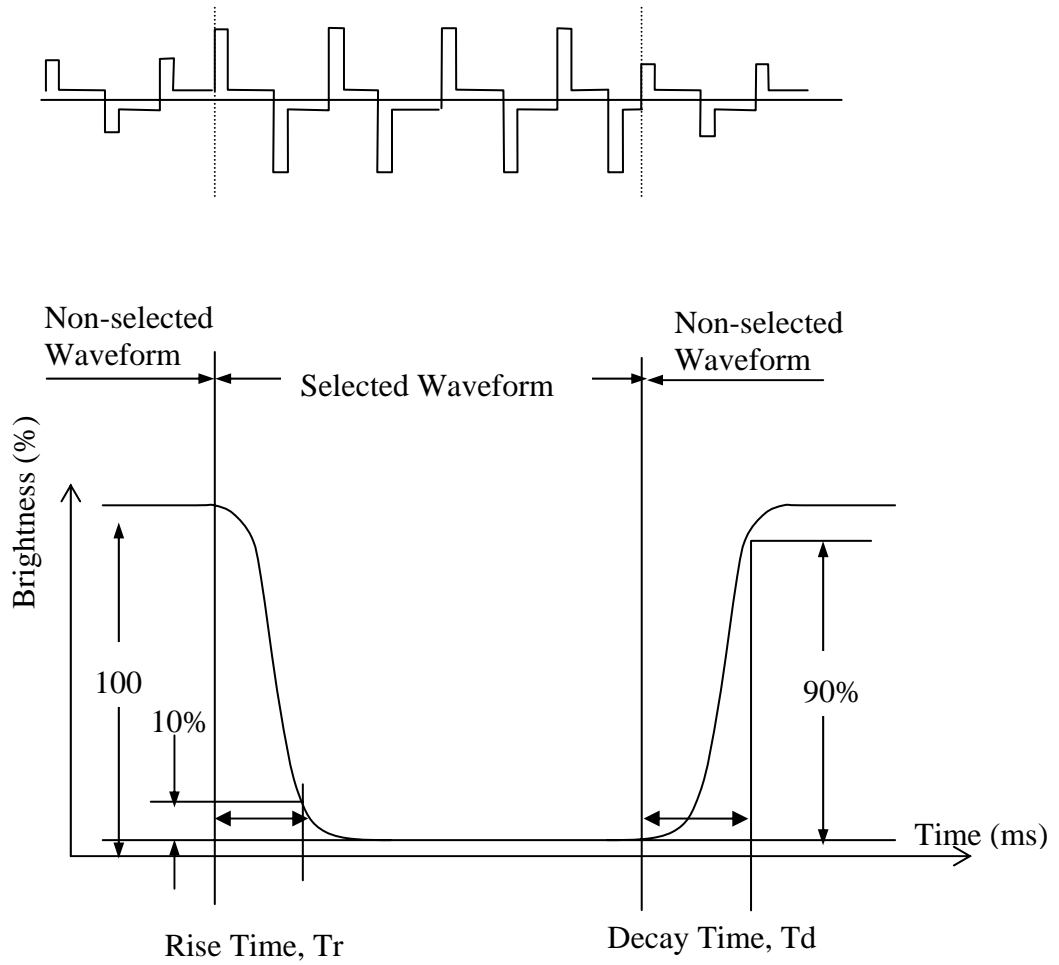 Non-selected
Waveform
Non-selected
Waveform
Selected Waveform
Brightness (%)
100
10%
90%
Time (ms)
Rise Time, Tr
Decay Time, Td